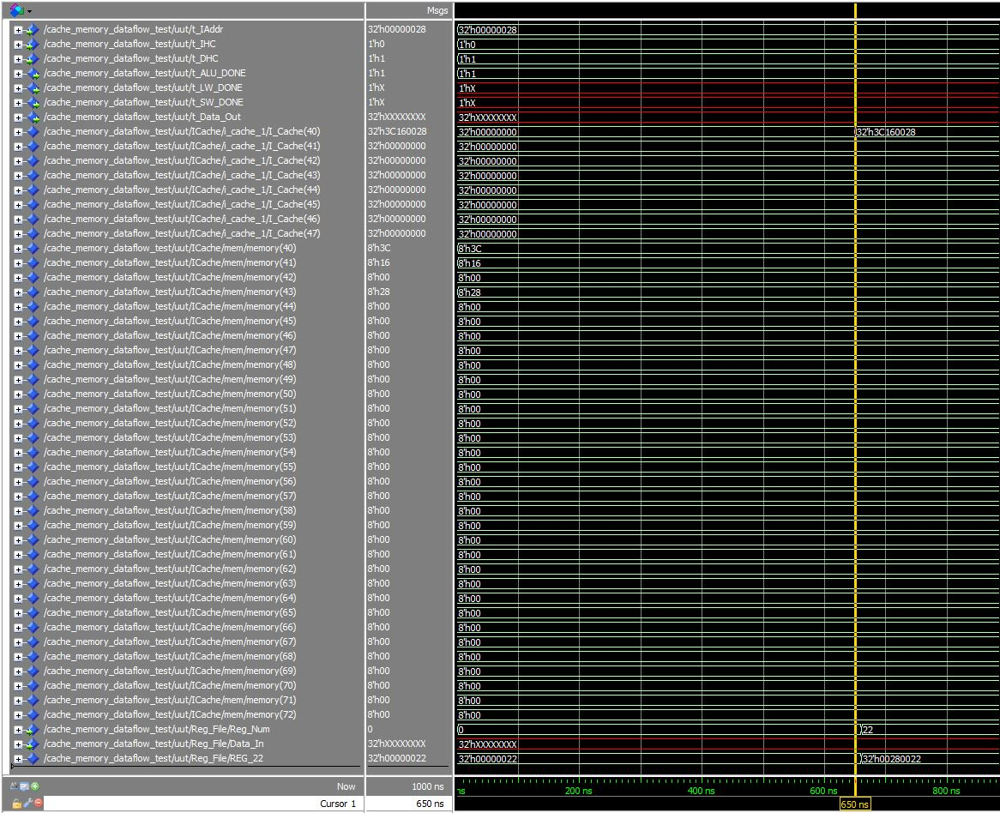 Msgs
/cache_memory_dataflow_test/uut/t_IAddr 32'h00000028 32'h00000028
/cache_memory_dataflow_test/uut/t_IHC 1'h0 1'h0
/cache_memory_dataflow_test/uut/t_DHC 1'h1 1'h1
/cache_memory_dataflow_test/uut/t_ALU_DONE 1'h1 1'h1
/cache_memory_dataflow_test/uut/t_LW_DONE 1'hX 1'hX
/cache_memory_dataflow_test/uut/t_SW_DONE 1'hX 1'hX
/cache_memory_dataflow_test/uut/t_Data_Out 32'hXXXXXXXX 32'hXXXXXXXX
/cache_memory_dataflow_test/uut/ICache/i_cache_1/I_Cache(40) 32'h3C160028 32'h00000000 32'h3C160028
/cache_memory_dataflow_test/uut/ICache/i_cache_1/I_Cache(41) 32'h00000000 32'h00000000
/cache_memory_dataflow_test/uut/ICache/i_cache_1/I_Cache(42) 32'h00000000 32'h00000000
/cache_memory_dataflow_test/uut/ICache/i_cache_1/I_Cache(43) 32'h00000000 32'h00000000
/cache_memory_dataflow_test/uut/ICache/i_cache_1/I_Cache(44) 32'h00000000 32'h00000000
/cache_memory_dataflow_test/uut/ICache/i_cache_1/I_Cache(45) 32'h00000000 32'h00000000
/cache_memory_dataflow_test/uut/ICache/i_cache_1/I_Cache(46) 32'h00000000 32'h00000000
/cache_memory_dataflow_test/uut/ICache/i_cache_1/I_Cache(47) 32'h00000000 32'h00000000
/cache_memory_dataflow_test/uut/ICache/mem/memory(40) 8'h3C 8'h3C
/cache_memory_dataflow_test/uut/ICache/mem/memory(41) 8'h16 8'h16
/cache_memory_dataflow_test/uut/ICache/mem/memory(42) 8'h00 8'h00
/cache_memory_dataflow_test/uut/ICache/mem/memory(43) 8'h28 8'h28
/cache_memory_dataflow_test/uut/ICache/mem/memory(44) 8'h00 8'h00
/cache_memory_dataflow_test/uut/ICache/mem/memory(45) 8'h00 8'h00
/cache_memory_dataflow_test/uut/ICache/mem/memory(46) 8'h00 8'h00
/cache_memory_dataflow_test/uut/ICache/mem/memory(47) 8'h00 8'h00
/cache_memory_dataflow_test/uut/ICache/mem/memory(48) 8'h00 8'h00
/cache_memory_dataflow_test/uut/ICache/mem/memory(49) 8'h00 8'h00
/cache_memory_dataflow_test/uut/ICache/mem/memory(50) 8'h00 8'h00
/cache_memory_dataflow_test/uut/ICache/mem/memory(51) 8'h00 8'h00
/cache_memory_dataflow_test/uut/ICache/mem/memory(52) 8'h00 8'h00
/cache_memory_dataflow_test/uut/ICache/mem/memory(53) 8'h00 8'h00
/cache_memory_dataflow_test/uut/ICache/mem/memory(54) 8'h00 8'h00
/cache_memory_dataflow_test/uut/ICache/mem/memory(55) 8'h00 8'h00
/cache_memory_dataflow_test/uut/ICache/mem/memory(56) 8'h00 8'h00
/cache_memory_dataflow_test/uut/ICache/mem/memory(57) 8'h00 8'h00
/cache_memory_dataflow_test/uut/ICache/mem/memory(58) 8'h00 8'h00
/cache_memory_dataflow_test/uut/ICache/mem/memory(59) 8'h00 8'h00
/cache_memory_dataflow_test/uut/ICache/mem/memory(60) 8'h00 8'h00
/cache_memory_dataflow_test/uut/ICache/mem/memory(61) 8'h00 8'h00
/cache_memory_dataflow_test/uut/ICache/mem/memory(62) 8'h00 8'h00
/cache_memory_dataflow_test/uut/ICache/mem/memory(63) 8'h00 8'h00
/cache_memory_dataflow_test/uut/ICache/mem/memory(64) 8'h00 8'h00
/cache_memory_dataflow_test/uut/ICache/mem/memory(65) 8'h00 8'h00
/cache_memory_dataflow_test/uut/ICache/mem/memory(66) 8'h00 8'h00
/cache_memory_dataflow_test/uut/ICache/mem/memory(67) 8'h00 8'h00
/cache_memory_dataflow_test/uut/ICache/mem/memory(68) 8'h00 8'h00
/cache_memory_dataflow_test/uut/ICache/mem/memory(69) 8'h00 8'h00
/cache_memory_dataflow_test/uut/ICache/mem/memory(70) 8'h00 8'h00
/cache_memory_dataflow_test/uut/ICache/mem/memory(71) 8'h00 8'h00
/cache_memory_dataflow_test/uut/ICache/mem/memory(72) 8'h00 8'h00
/cache_memory_dataflow_test/uut/Reg_File/Reg_Num 0 0 22
/cache_memory_dataflow_test/uut/Reg_File/Data_In 32'hXXXXXXXX 32'hXXXXXXXX
/cache_memory_dataflow_test/uut/Reg_File/REG_22 32'h00000022 32'h00000022 32'h00280022
Now 1000 ns ns 200 ns 400 ns 600 ns 800 ns
Cursor 1 650 ns 650 ns